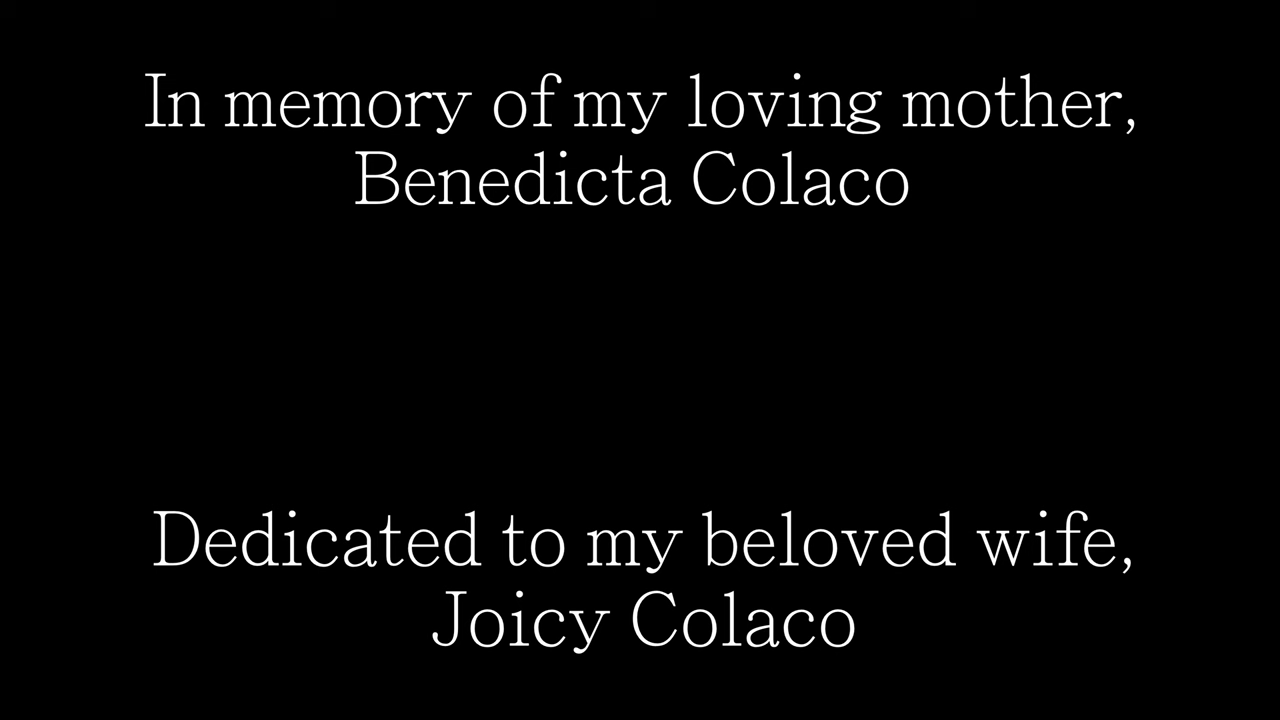 In memory of my loving mother,
Benedicta Colaco
Dedicated to my beloved wife,
Joicy Colaco